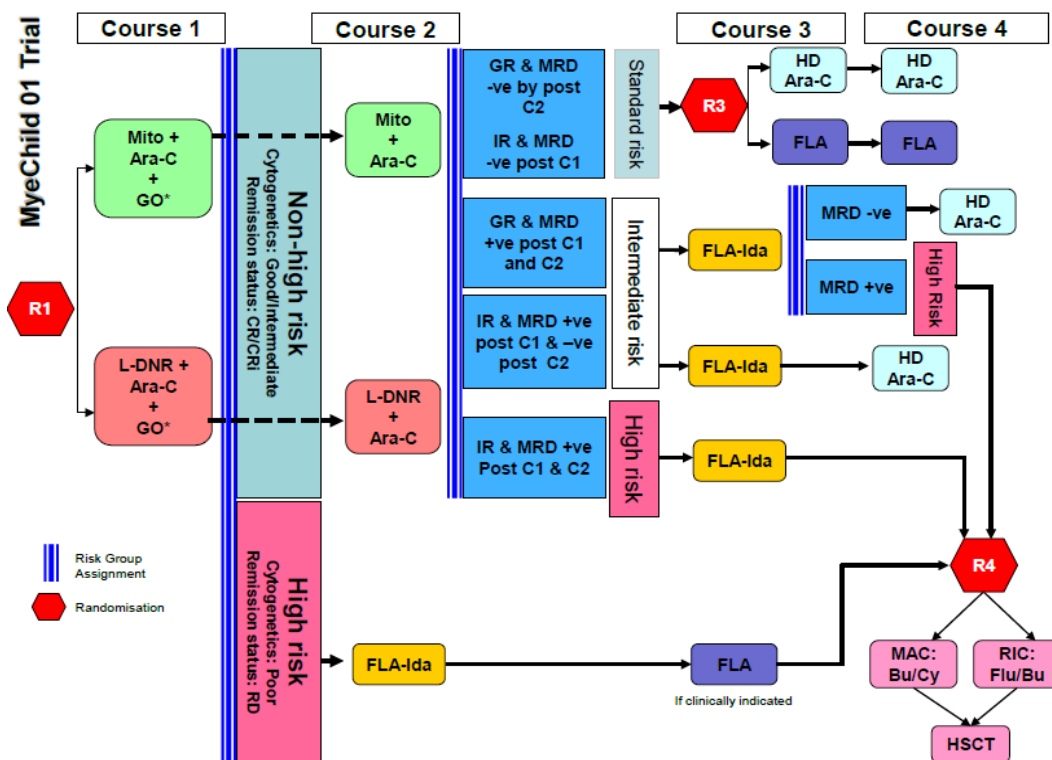 MyeChild 01 Trial
Course 1
Course 2
Course 3
Course 4
R1
Mito +
Ara-C
+
GO*
L-DNR +
Ara-C
+
GO*
Non-high risk
Cytogenetics: Good/Intermediate
Remission status: CR/CRi
High risk
Cytogenetics: Poor
Remission status: RD
Mito
+
Ara-C
L-DNR
+
Ara-C
FLA-Ida
GR & MRD
-ve by post
C2
IR & MRD
-ve post C1
Standard risk
R3
HD
Ara-C
HD
Ara-C
FLA
FLA
GR & MRD
+ve post C1
and C2
IR & MRD +ve
post C1 & –ve
post C2
Intermediate risk
FLA-Ida
MRD -ve
HD
Ara-C
MRD +ve
High Risk
FLA-Ida
HD
Ara-C
IR & MRD +ve
Post C1 & C2
High risk
FLA-Ida
FLA
If clinically indicated
R4
MAC:
Bu/Cy
RIC:
Flu/Bu
HSCT
Risk Group
Assignment
Randomisation